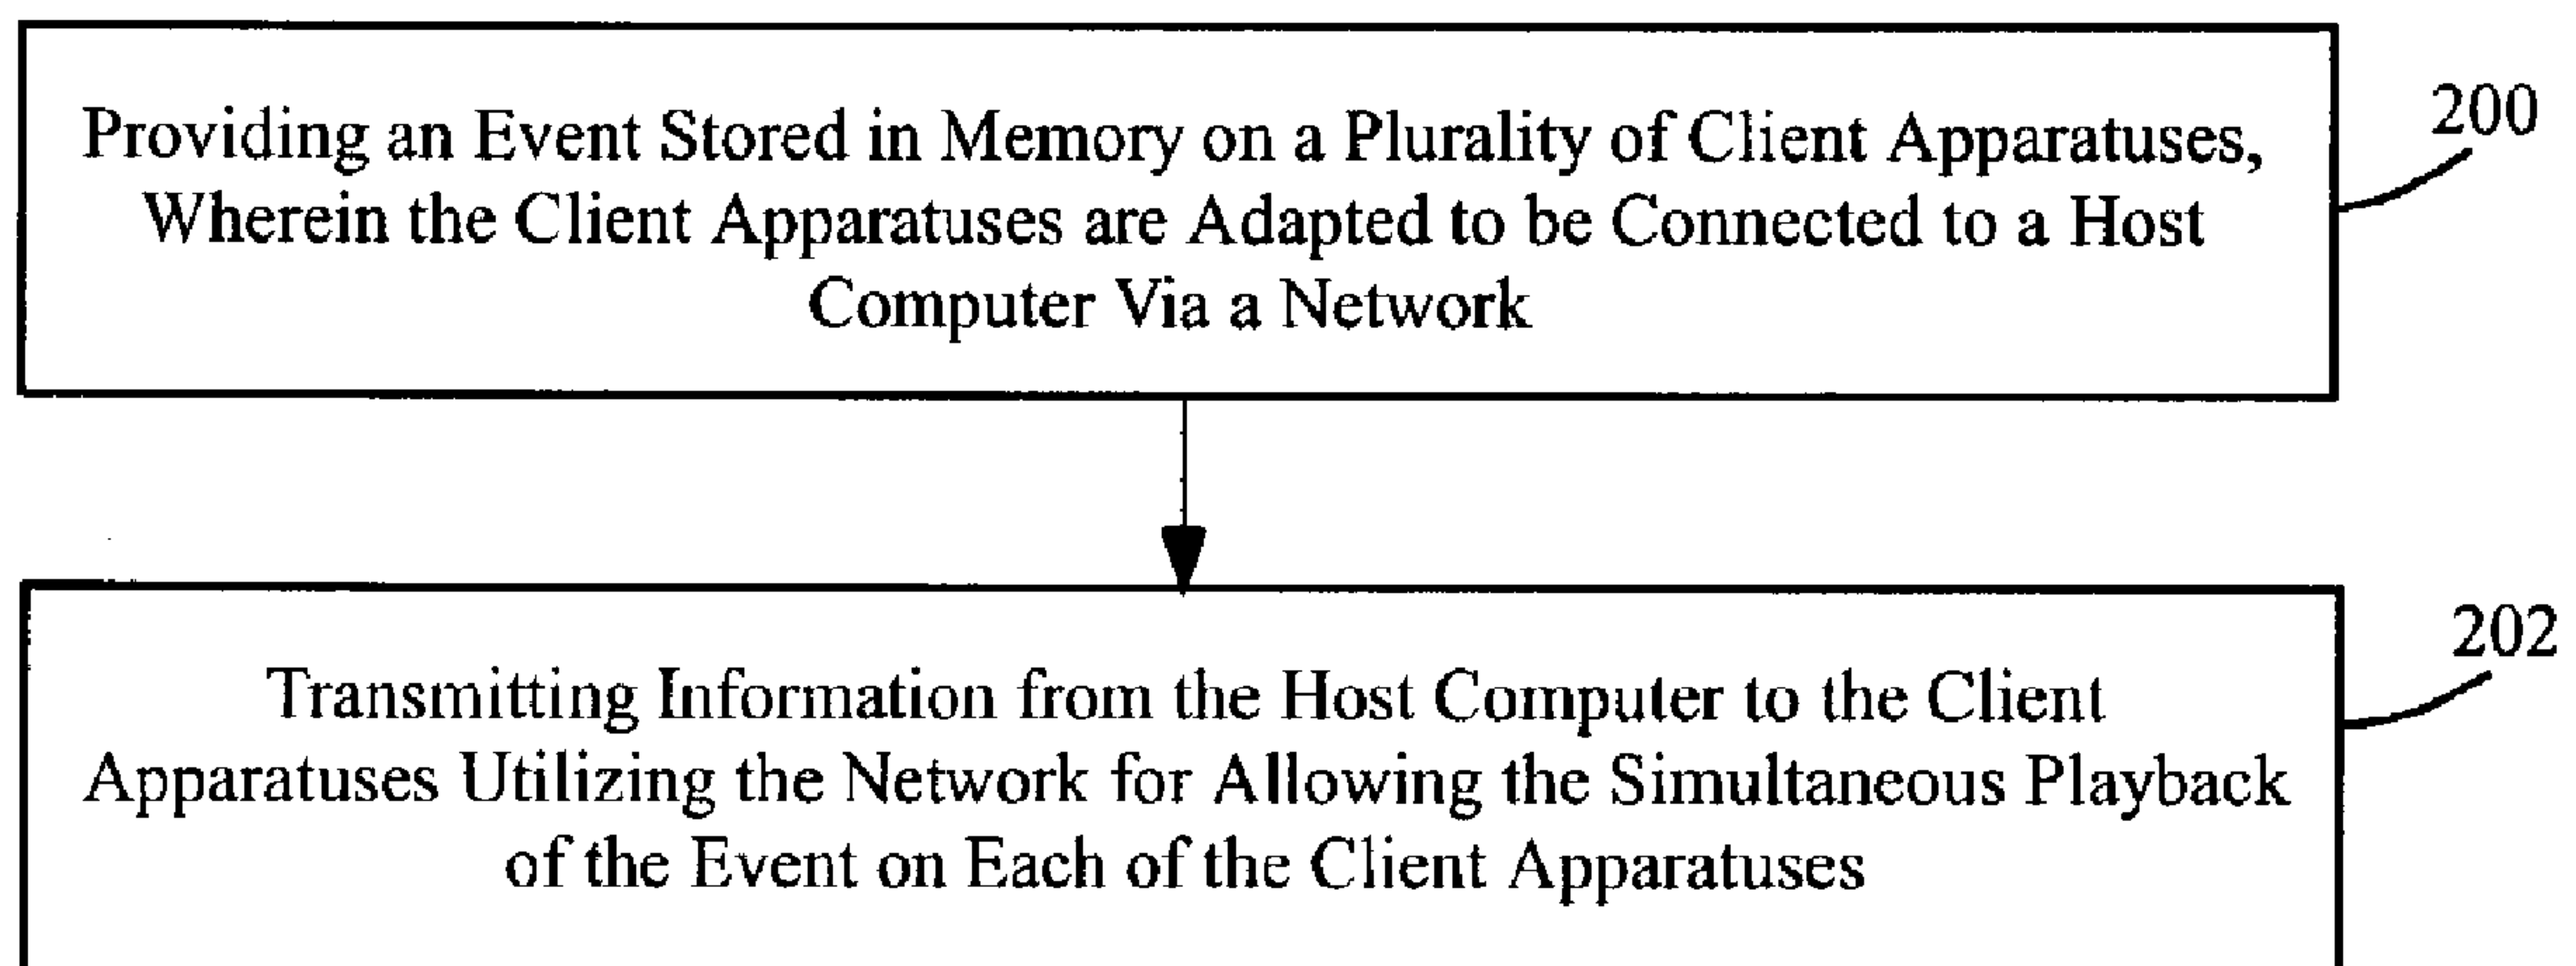 Providing an Event Stored in Memory on a Plurality of Client Apparatuses,
Wherein the Client Apparatuses are Adapted to be Connected to a Host
Computer Via a Network
200
Transmitting Information from the Host Computer to the Client
Apparatuses Utilizing the Network for Allowing the Simultaneous Playback
of the Event on Each of the Client Apparatuses
202